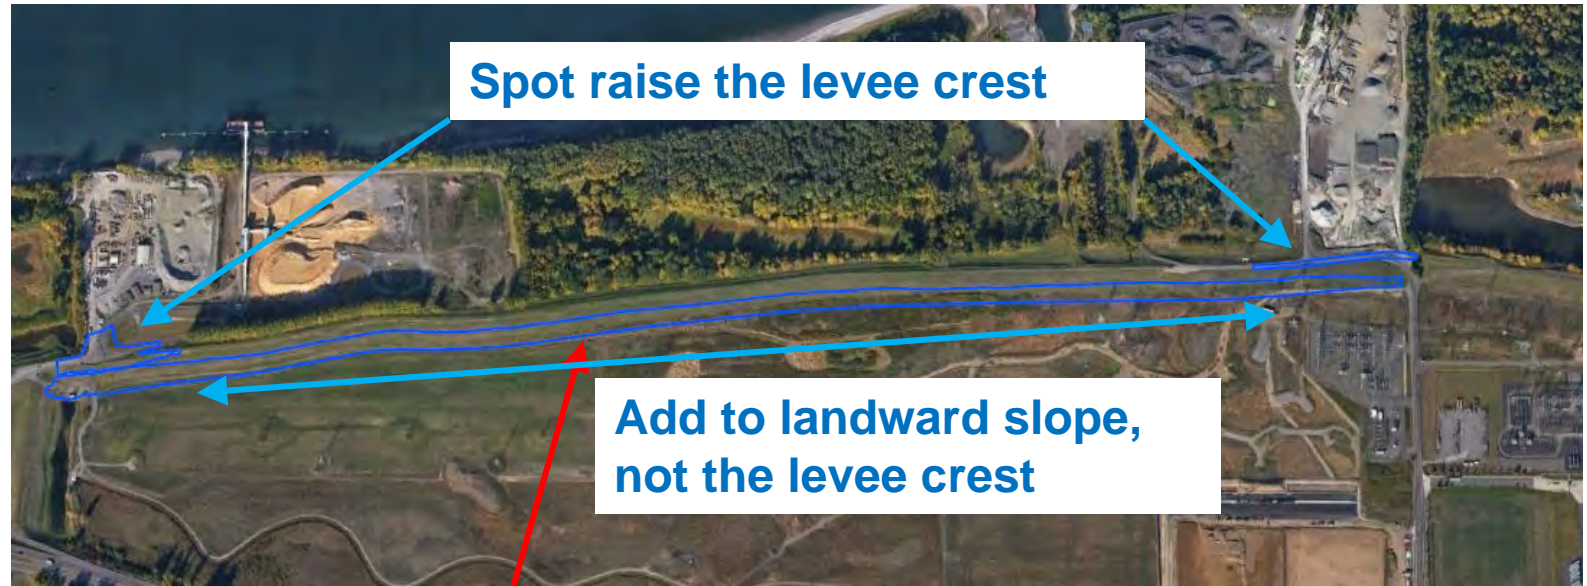 Spot raise the levee crest
Add to landward slope,
not the levee crest